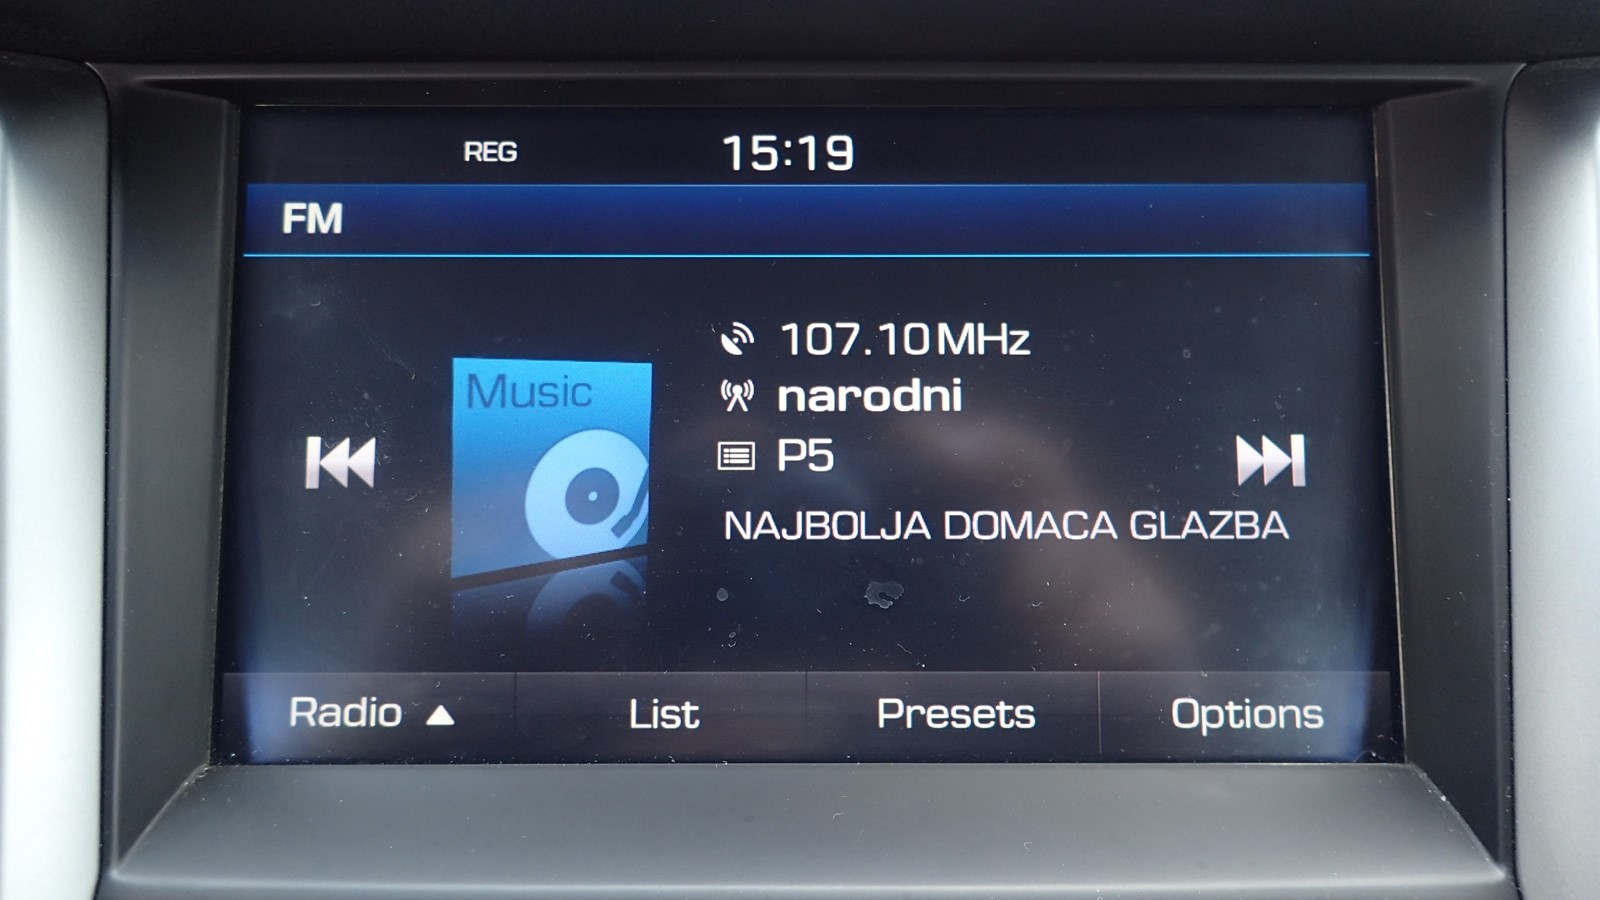 REG 15:19
FM
Music
107.10MHz
narodni
P5
NAJBOLJA DOMACA GLAZBA
Radio List Presets Options